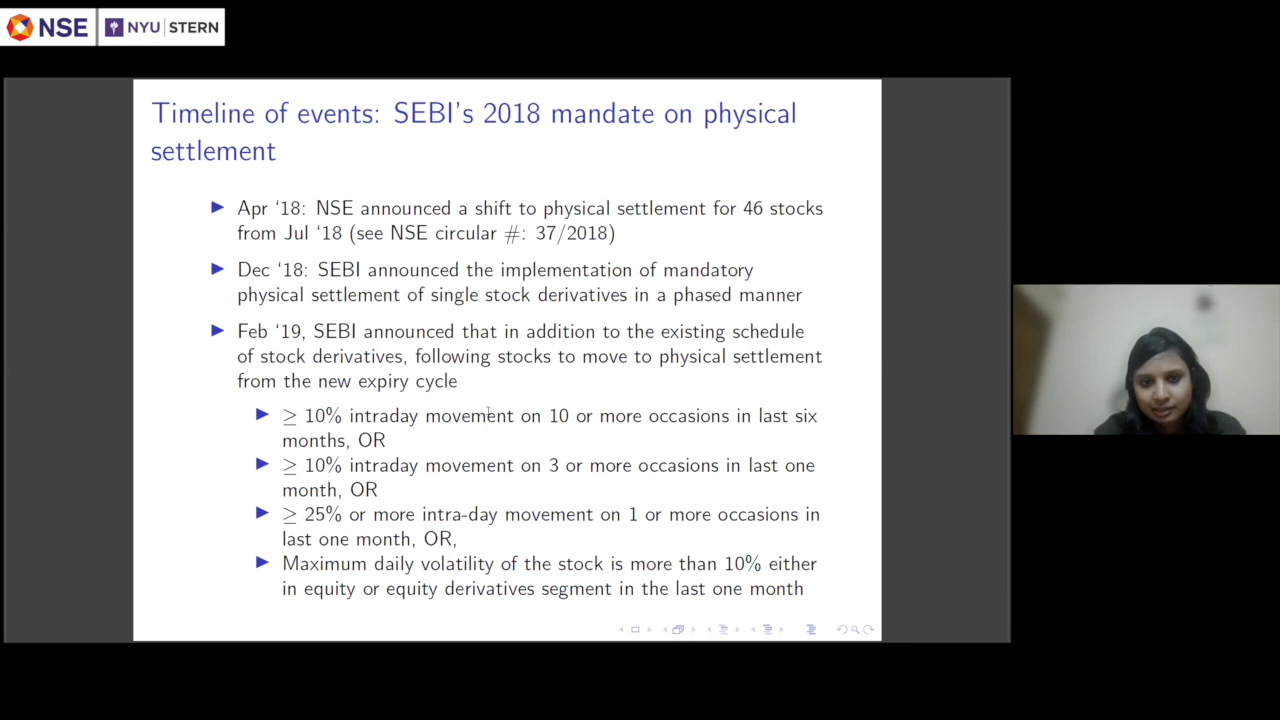 NSE NYU STERN
Timeline of events: SEBI's 2018 mandate on physical
settlement
Apr ‘18: NSE announced a shift to physical settlement for 46 stocks
from Jul ‘18 (see NSE circular #: 37/2018)
Dec ‘18: SEBI announced the implementation of mandatory
physical settlement of single stock derivatives in a phased manner
Feb ‘19, SEBI announced that in addition to the existing schedule
of stock derivatives, following stocks to move to physical settlement
from the new expiry cycle
≥ 10% intraday movement on 10 or more occasions in last six
months, OR
≥ 10% intraday movement on 3 or more occasions in last one
month, OR
≥ 25% or more intra-day movement on 1 or more occasions in
last one month, OR,
Maximum daily volatility of the stock is more than 10% either
in equity or equity derivatives segment in the last one month